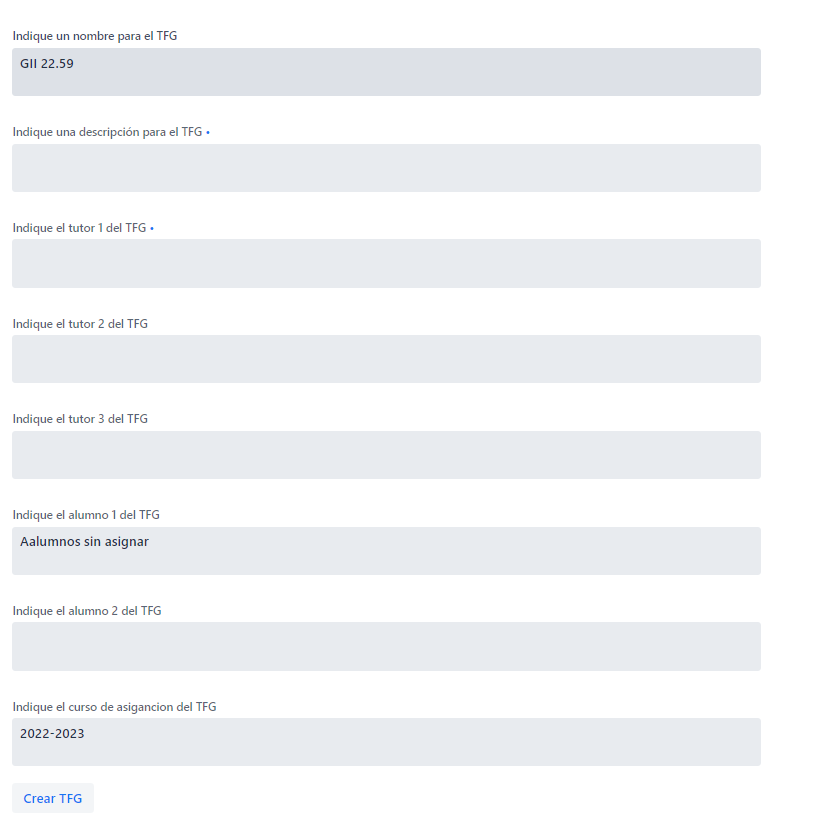 Indique un nombre para el TFG
GII 22.59
Indique una descripción para el TFG •
Indique el tutor 1 del TFG •
Indique el tutor 2 del TFG
Indique el tutor 3 del TFG
Indique el alumno 1 del TFG
Aalumnos sin asignar
Indique el alumno 2 del TFG
Indique el curso de asigancion del TFG
2022-2023
Crear TFG